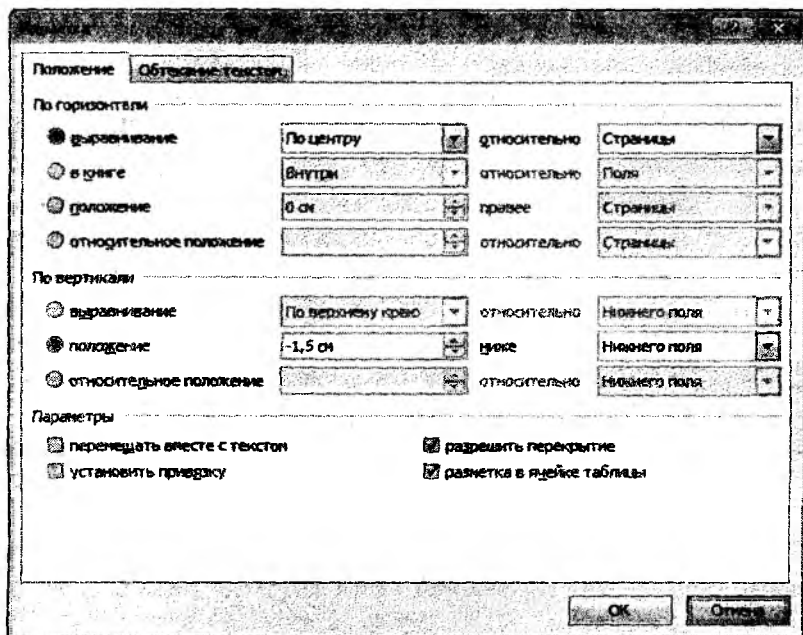 Положение Обтекание текстом
По горизонтали
выравнивание По центру относительно Страницы
в книге Внутри относительно Поля
положение 0 см правее Страницы
относительное положение относительно Страницы
По вертикали
выравнивание По верхнему краю относительно Нижнего поля
положение -1,5 см ниже Нижнего поля
относительное положение относительно Нижнего поля
Параметры
перемещать вместе с текстом разрешить перекрытие
установить привязку разметка в ячейке таблицы
ОК Отмена